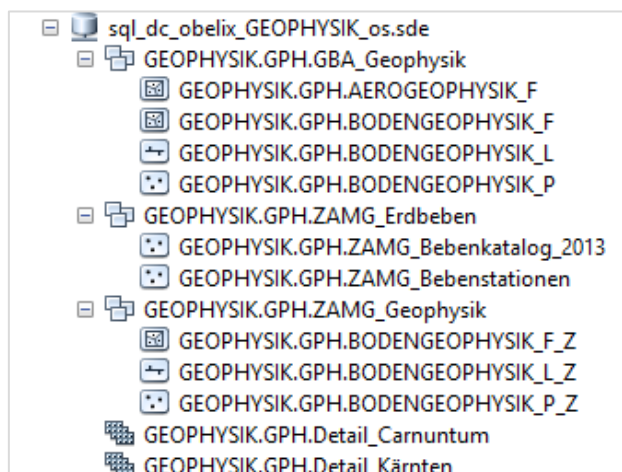 sql_dc_obelix_GEOPHYSIK_os.sde
GEOPHYSIK.GPH.GBA_Geophysik
GEOPHYSIK.GPH.AEROGEOPHYSIK_F
GEOPHYSIK.GPH.BODENGEOPHYSIK_F
GEOPHYSIK.GPH.BODENGEOPHYSIK_L
GEOPHYSIK.GPH.BODENGEOPHYSIK_P
GEOPHYSIK.GPH.ZAMG_Erdbeben
GEOPHYSIK.GPH.ZAMG_Bebenkatalog_2013
GEOPHYSIK.GPH.ZAMG_Bebenstationen
GEOPHYSIK.GPH.ZAMG_Geophysik
GEOPHYSIK.GPH.BODENGEOPHYSIK_F_Z
GEOPHYSIK.GPH.BODENGEOPHYSIK_L_Z
GEOPHYSIK.GPH.BODENGEOPHYSIK_P_Z
GEOPHYSIK.GPH.Detail_Carnuntum
GEOPHYSIK.GPH.Detail_Kärnten